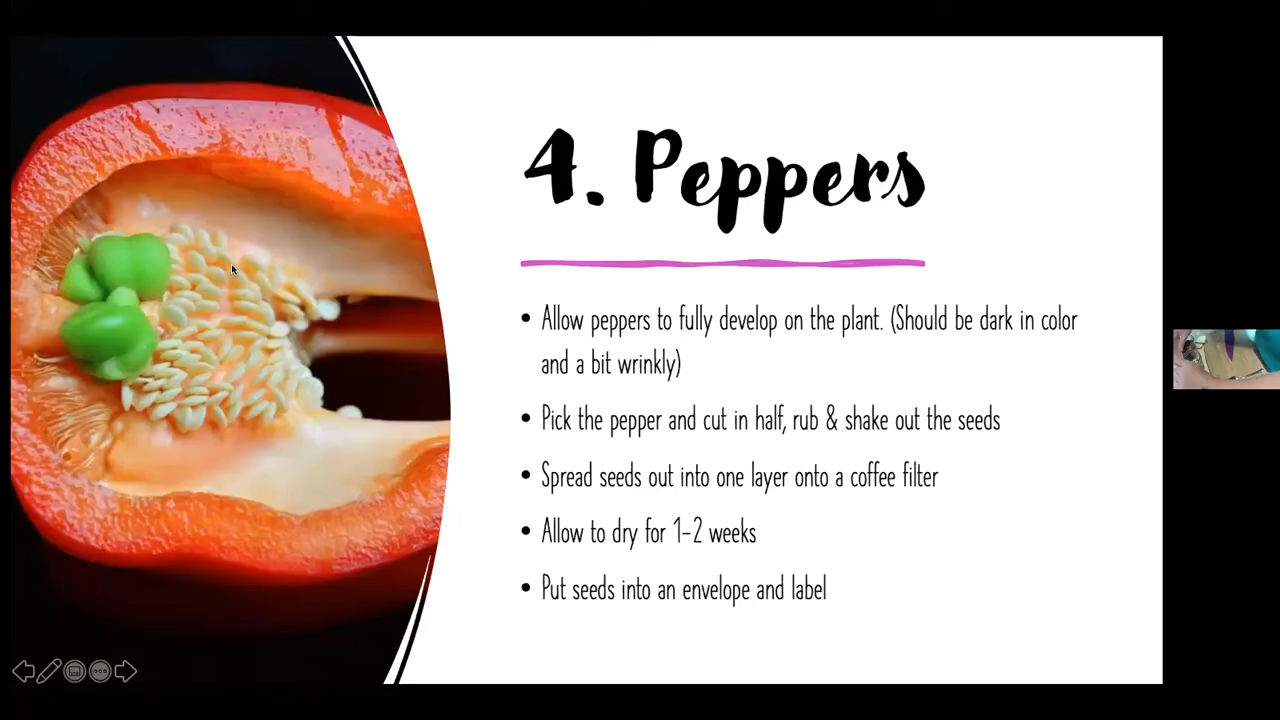 4. Peppers
• Allow peppers to fully develop on the plant. (Should be dark in color
and a bit wrinkly)
• Pick the pepper and cut in half, rub & shake out the seeds
• Spread seeds out into one layer onto a coffee filter
• Allow to dry for 1-2 weeks
• Put seeds into an envelope and label